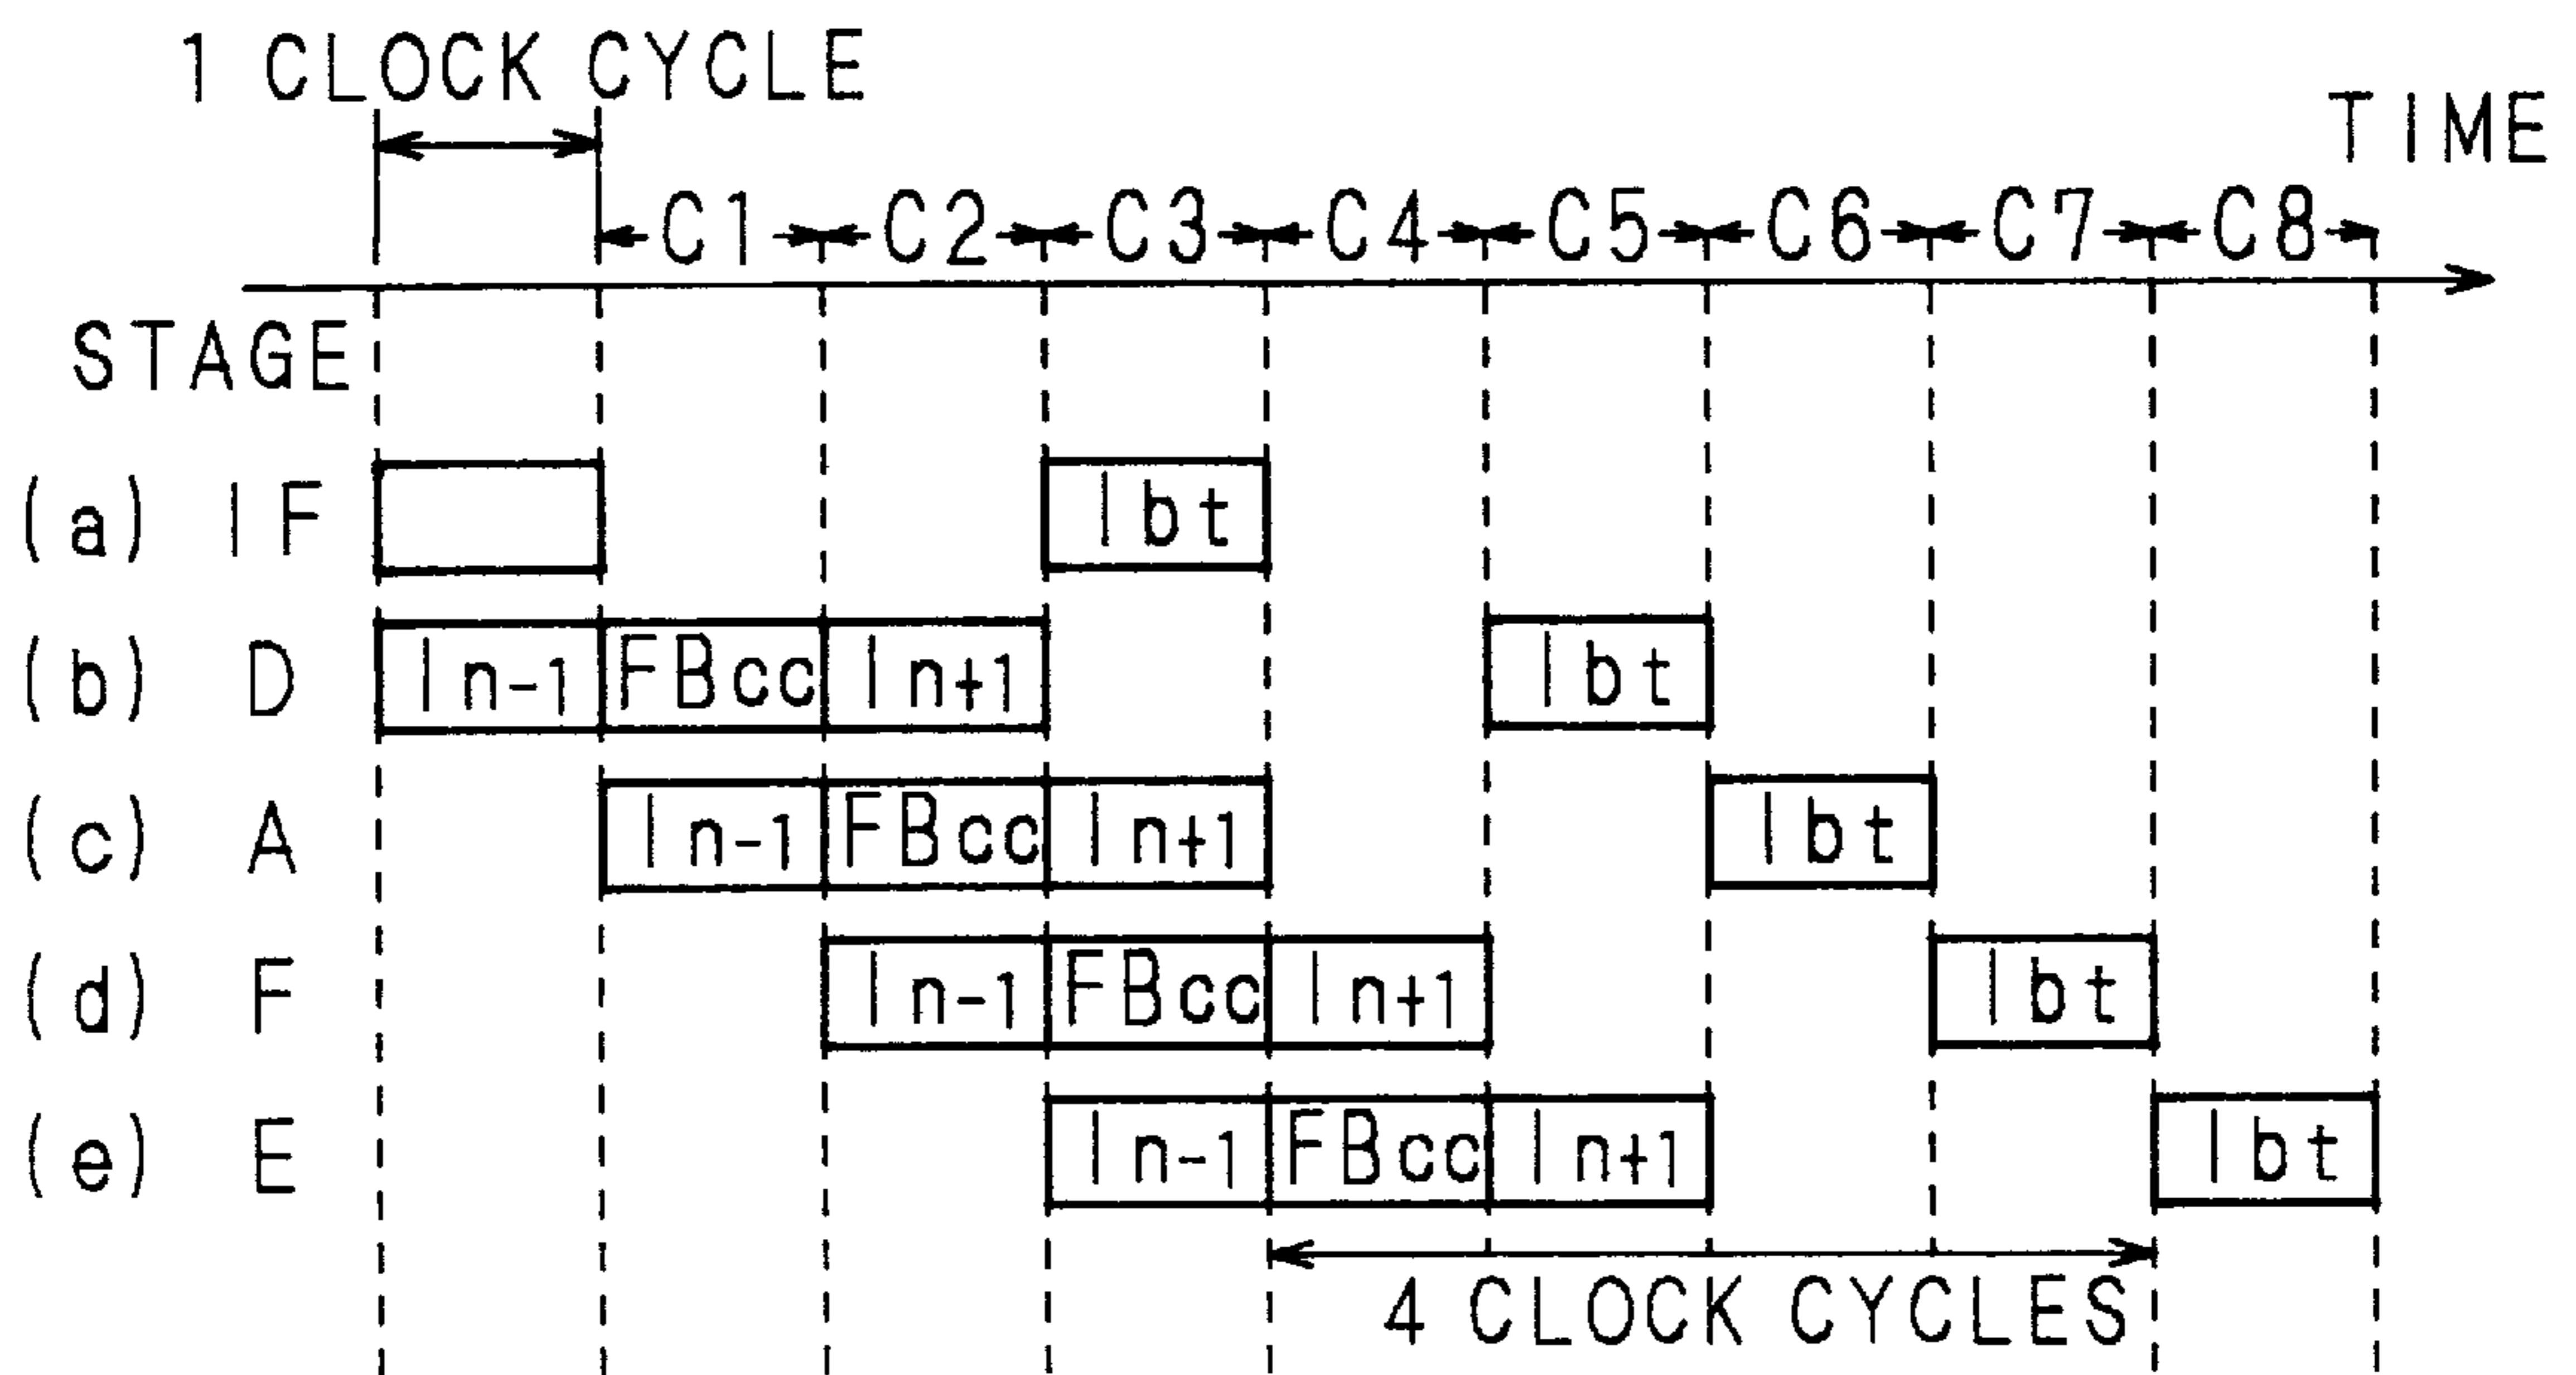 1 CLOCK CYCLE
TIME
C1 C2 C3 C4 C5 C6 C7 C8
STAGE
(a) IF Ibt
(b) D In-1 FBcc In+1 Ibt
(c) A In-1 FBcc In+1 Ibt
(d) F In-1 FBcc In+1 Ibt
(e) E In-1 FBcc In+1 Ibt
4 CLOCK CYCLES